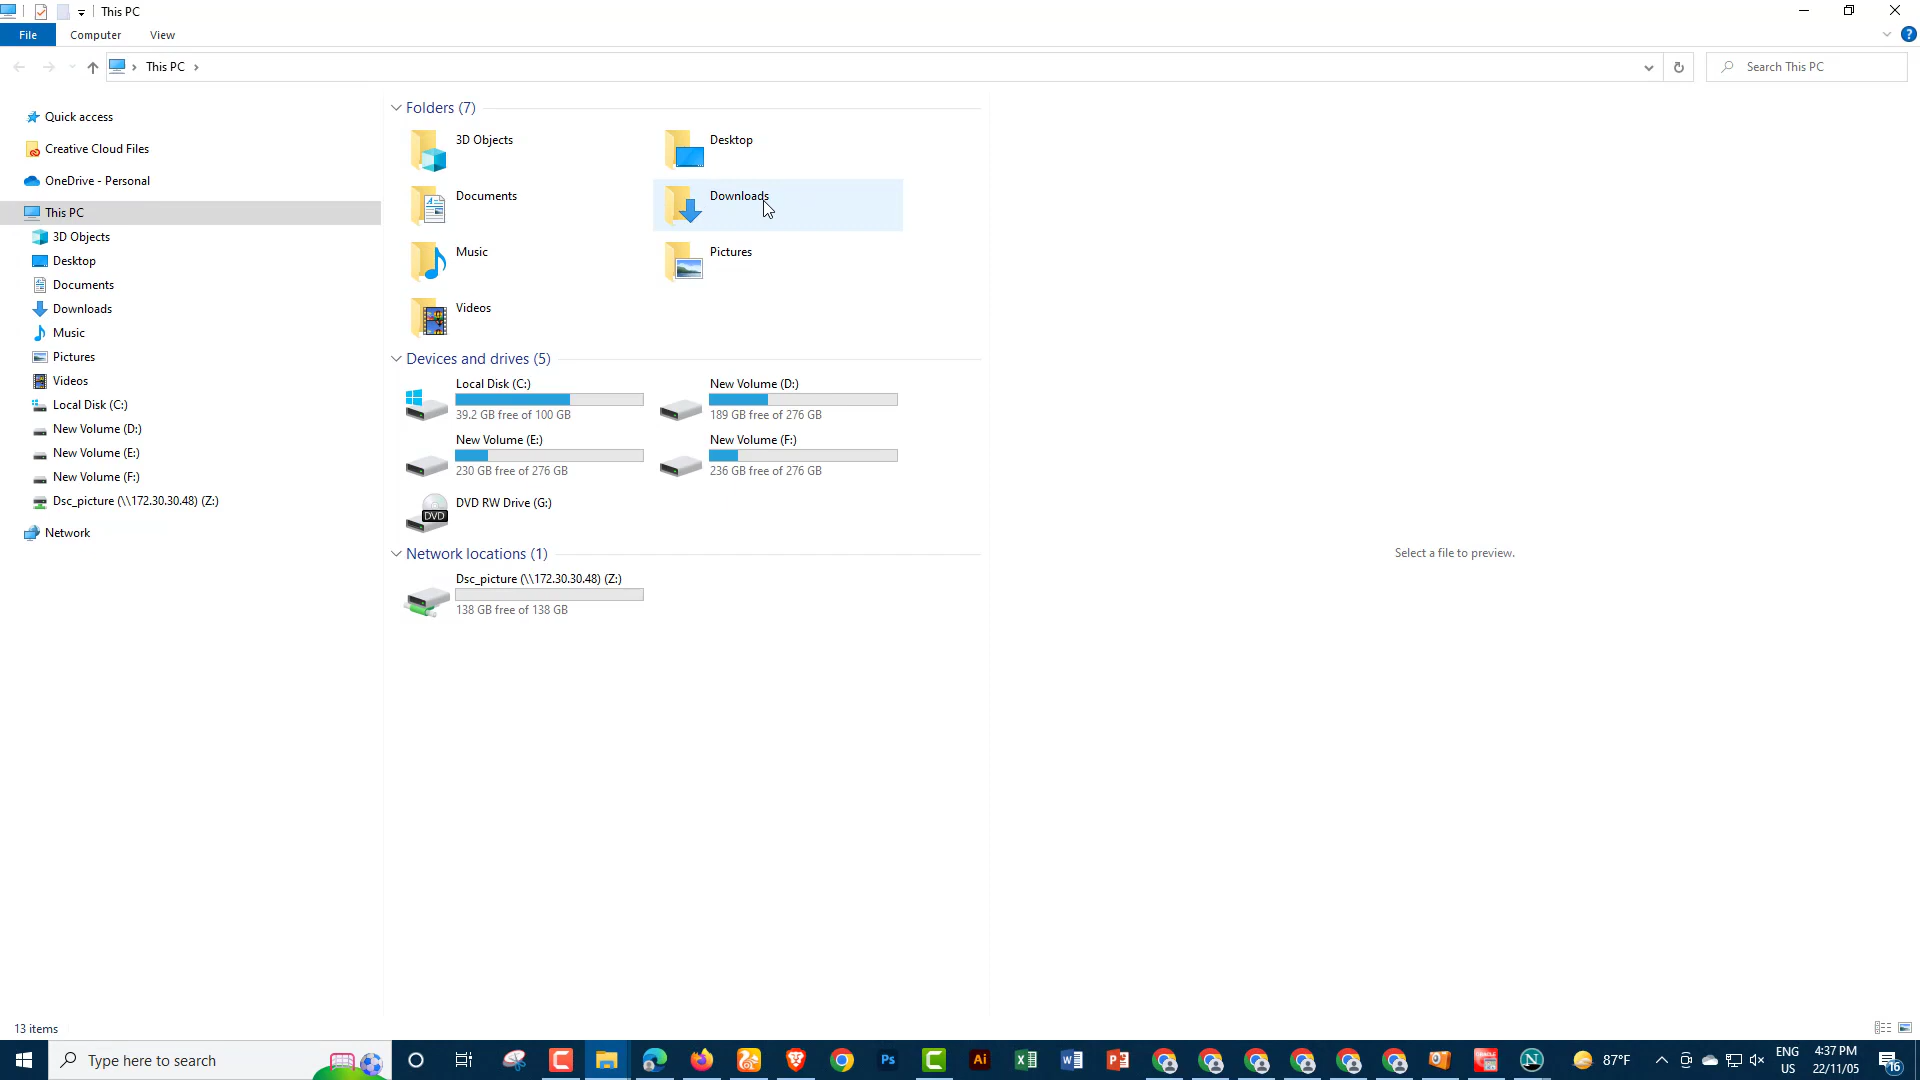 This PC
File
Computer
View
This PC
Search This PC
Quick access
Creative Cloud Files
OneDrive - Personal
This PC
3D Objects
Desktop
Documents
Downloads
Music
Pictures
Videos
Local Disk (C:)
New Volume (D:)
New Volume (E:)
New Volume (F:)
Dsc_picture (\\172.30.30.48) (Z:)
Network
Folders (7)
3D Objects
Desktop
Documents
Downloads
Music
Pictures
Videos
Devices and drives (5)
Local Disk (C:)
39.2 GB free of 100 GB
New Volume (D:)
189 GB free of 276 GB
New Volume (E:)
230 GB free of 276 GB
New Volume (F:)
236 GB free of 276 GB
DVD
DVD RW Drive (G:)
Network locations (1)
Dsc_picture (\\172.30.30.48) (Z:)
138 GB free of 138 GB
Select a file to preview.
13 items
Type here to search
Ps
Ai
87°F
ENG
US
4:37 PM
22/11/05
16